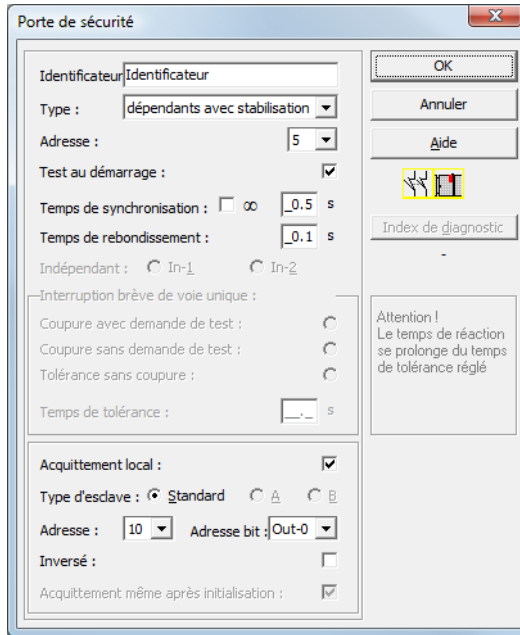 Porte de sécurité
Identificateur Identificateur
Type : dépendants avec stabilisation
Adresse : 5
Test au démarrage :
Temps de synchronisation : ∞ _0.5 s
Temps de rebondissement : _0.1 s
Indépendant : In-1 In-2
Interruption brève de voie unique :
Coupure avec demande de test :
Coupure sans demande de test :
Tolérance sans coupure :
Temps de tolérance : __._ s
Acquittement local :
Type d'esclave : Standard A B
Adresse : 10 Adresse bit : Out-0
Inversé :
Acquittement même après initialisation :
OK
Annuler
Aide
Index de diagnostic
-
Attention !
Le temps de réaction
se prolonge du temps
de tolérance réglé